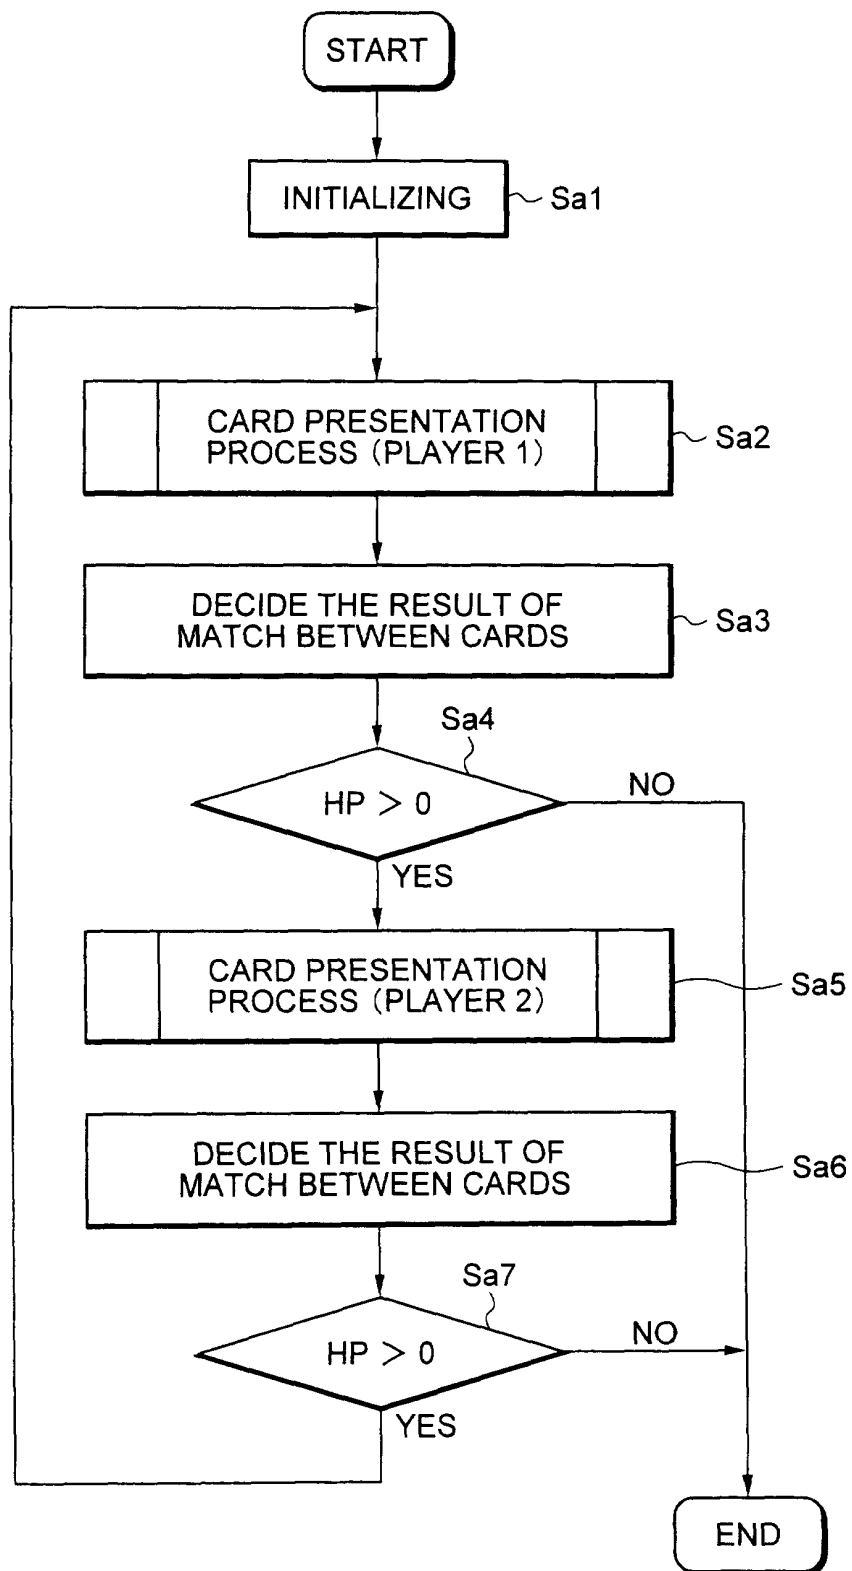 START
INITIALIZING
Sa1
CARD PRESENTATION
PROCESS (PLAYER 1)
Sa2
DECIDE THE RESULT OF
MATCH BETWEEN CARDS
Sa3
Sa4
HP > 0
NO
YES
CARD PRESENTATION
PROCESS (PLAYER 2)
Sa5
DECIDE THE RESULT OF
MATCH BETWEEN CARDS
Sa6
Sa7
HP > 0
NO
YES
END